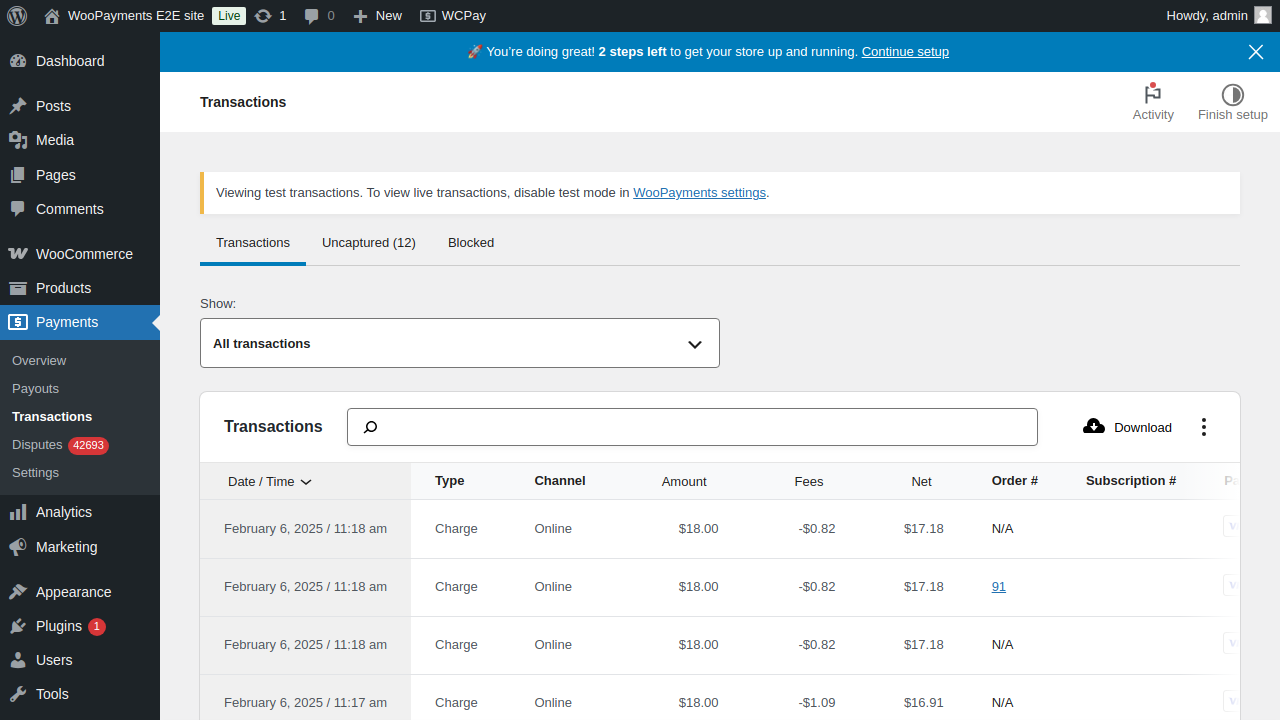 WooPayments E2E site Live 1 0 New WCPay Howdy, admin
🚀 You're doing great! 2 steps left to get your store up and running. Continue setup
Dashboard
Posts
Media
Pages
Comments
WooCommerce
Products
Payments
Overview
Payouts
Transactions
Disputes 42693
Settings
Analytics
Marketing
Appearance
Plugins 1
Users
Tools
Transactions
Activity
Finish setup
Viewing test transactions. To view live transactions, disable test mode in WooPayments settings.
Transactions Uncaptured (12) Blocked
Show:
All transactions
Transactions Download
Date / Time Type Channel Amount Fees Net Order # Subscription #
February 6, 2025 / 11:18 am Charge Online $18.00 -$0.82 $17.18 N/A
February 6, 2025 / 11:18 am Charge Online $18.00 -$0.82 $17.18 91
February 6, 2025 / 11:18 am Charge Online $18.00 -$0.82 $17.18 N/A
February 6, 2025 / 11:17 am Charge Online $18.00 -$1.09 $16.91 N/A